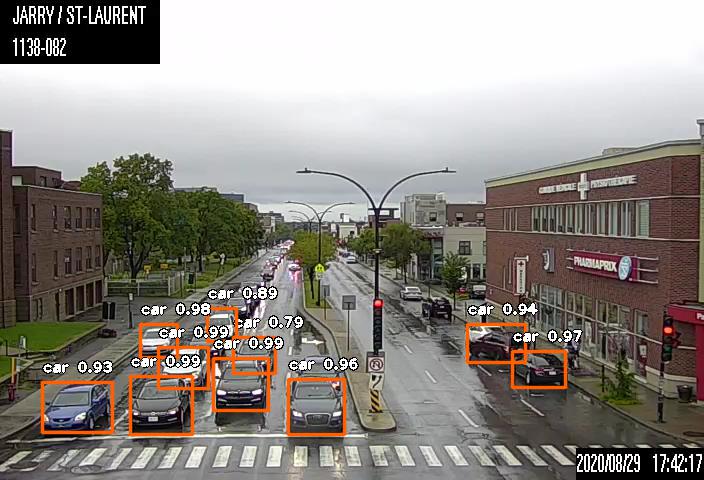 JARRY / ST-LAURENT
1138-082
PHARMAPRIX
car 0.89
car 0.98
car 0.94
car 0.99
car 0.79
car 0.99
car 0.97
car 0.99
car 0.96
car 0.93
2020/08/29 17:42:17